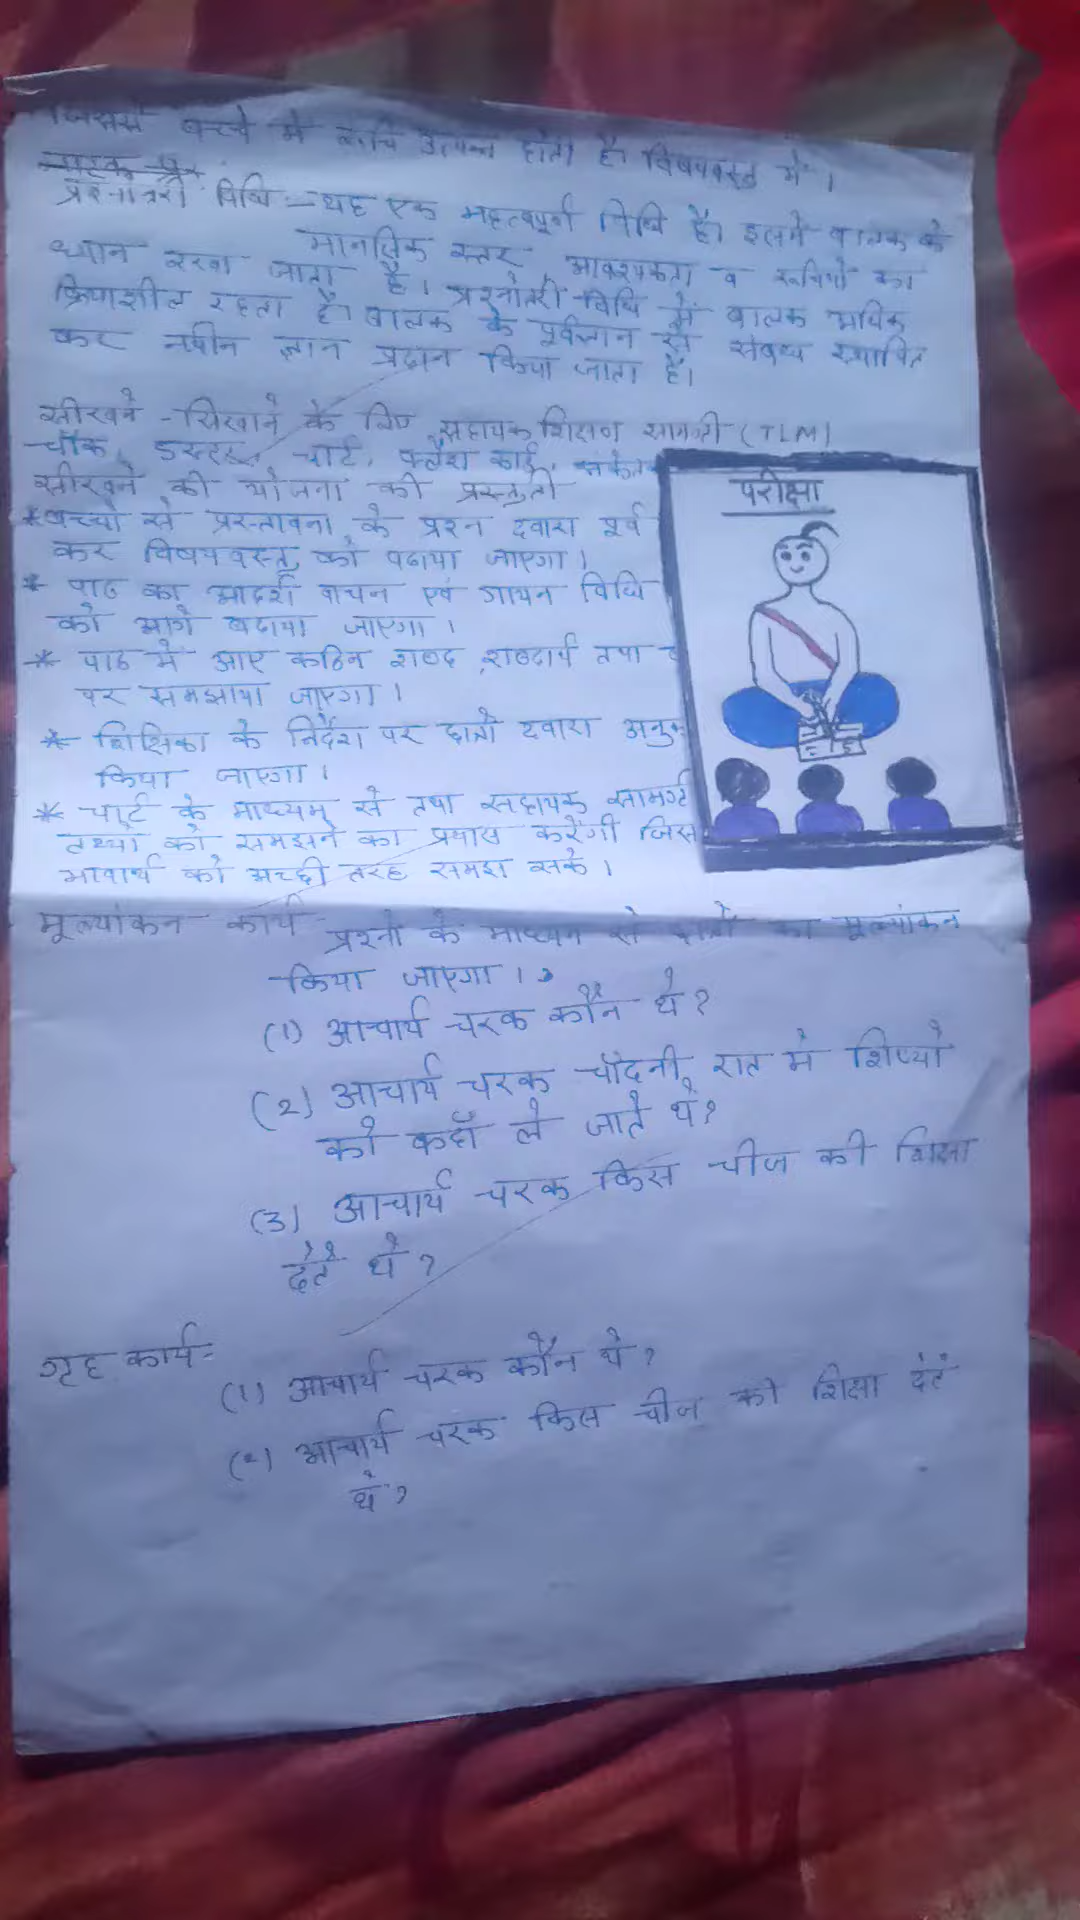 जिससे बच्चे में रूचि उत्पन्न होता है। विषयवस्तु में।
प्रश्नोत्तरी विधि :- यह एक महत्वपूर्ण विधि है। इसमें बालक के
मानसिक स्तर, आवश्यकता व रूचियों का
ध्यान रखा जाता है। प्रश्नोतरी विधि में बालक अधिक
क्रियाशील रहता है। बालक के पूर्वज्ञान से संबंध स्थापित
कर नवीन ज्ञान प्रदान किया जाता है।
सीखने - सिखाने के लिए सहायक शिक्षण सामग्री (TLM)
चॉक, डस्टर, चार्ट, फ्लैश कार्ड, संकेतक
सीखने की योजना की प्रस्तुती
* बच्चों से प्रस्तावना के प्रश्न द्वारा पूर्व
कर विषयवस्तु को पढाया जाएगा।
* पाठ का आदर्श वाचन एवं गायन विधि
को आगे बढाया जाएगा।
* पाठ में आए कठिन शब्द, शब्दार्थ तथा
पर समझाया जाएगा।
* शिक्षिका के निर्देश पर छात्रों द्वारा अनु
किया जाएगा।
* चार्ट के माध्यम से तथा सहायक सामग्री
तथ्यों को समझने का प्रयास करेगी जिस
भावार्थ को अच्छी तरह समझ सके।
परीक्षा
मूल्यांकन कार्य - प्रश्नों के माध्यम से छात्रों का मूल्यांकन
किया जाएगा।
(1) आचार्य चरक कौन थे?
(2) आचार्य चरक चाँदनी रात में शिष्यों
को कहाँ ले जाते थे?
(3) आचार्य चरक किस चीज की शिक्षा
देते थे?
गृह कार्य:-
(1) आचार्य चरक कौन थे?
(2) आचार्य चरक किस चीज की शिक्षा देते
थे?